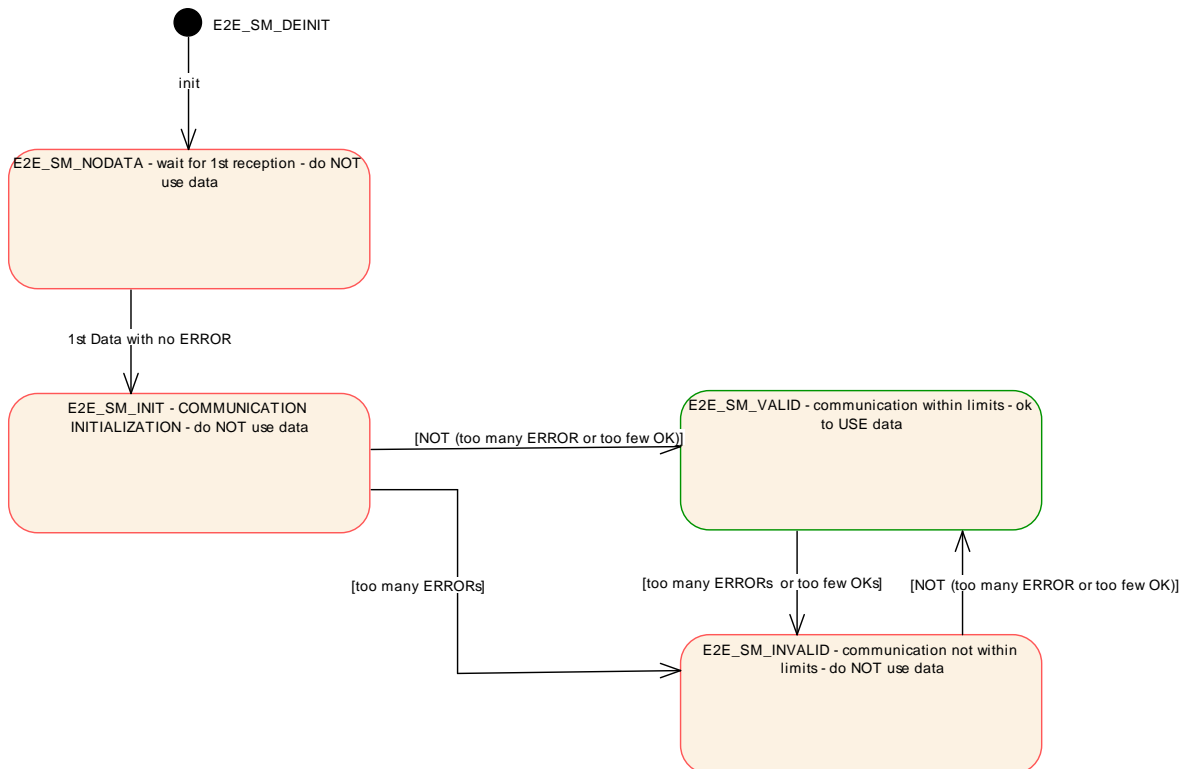 E2E_SM_DEINIT
init
E2E_SM_NODATA - wait for 1st reception - do NOT
use data
1st Data with no ERROR
E2E_SM_INIT - COMMUNICATION
INITIALIZATION - do NOT use data
E2E_SM_VALID - communication within limits - ok
to USE data
[NOT (too many ERROR or too few OK)]
[too many ERRORs]
[too many ERRORs or too few OKs]
[NOT (too many ERROR or too few OK)]
E2E_SM_INVALID - communication not within
limits - do NOT use data